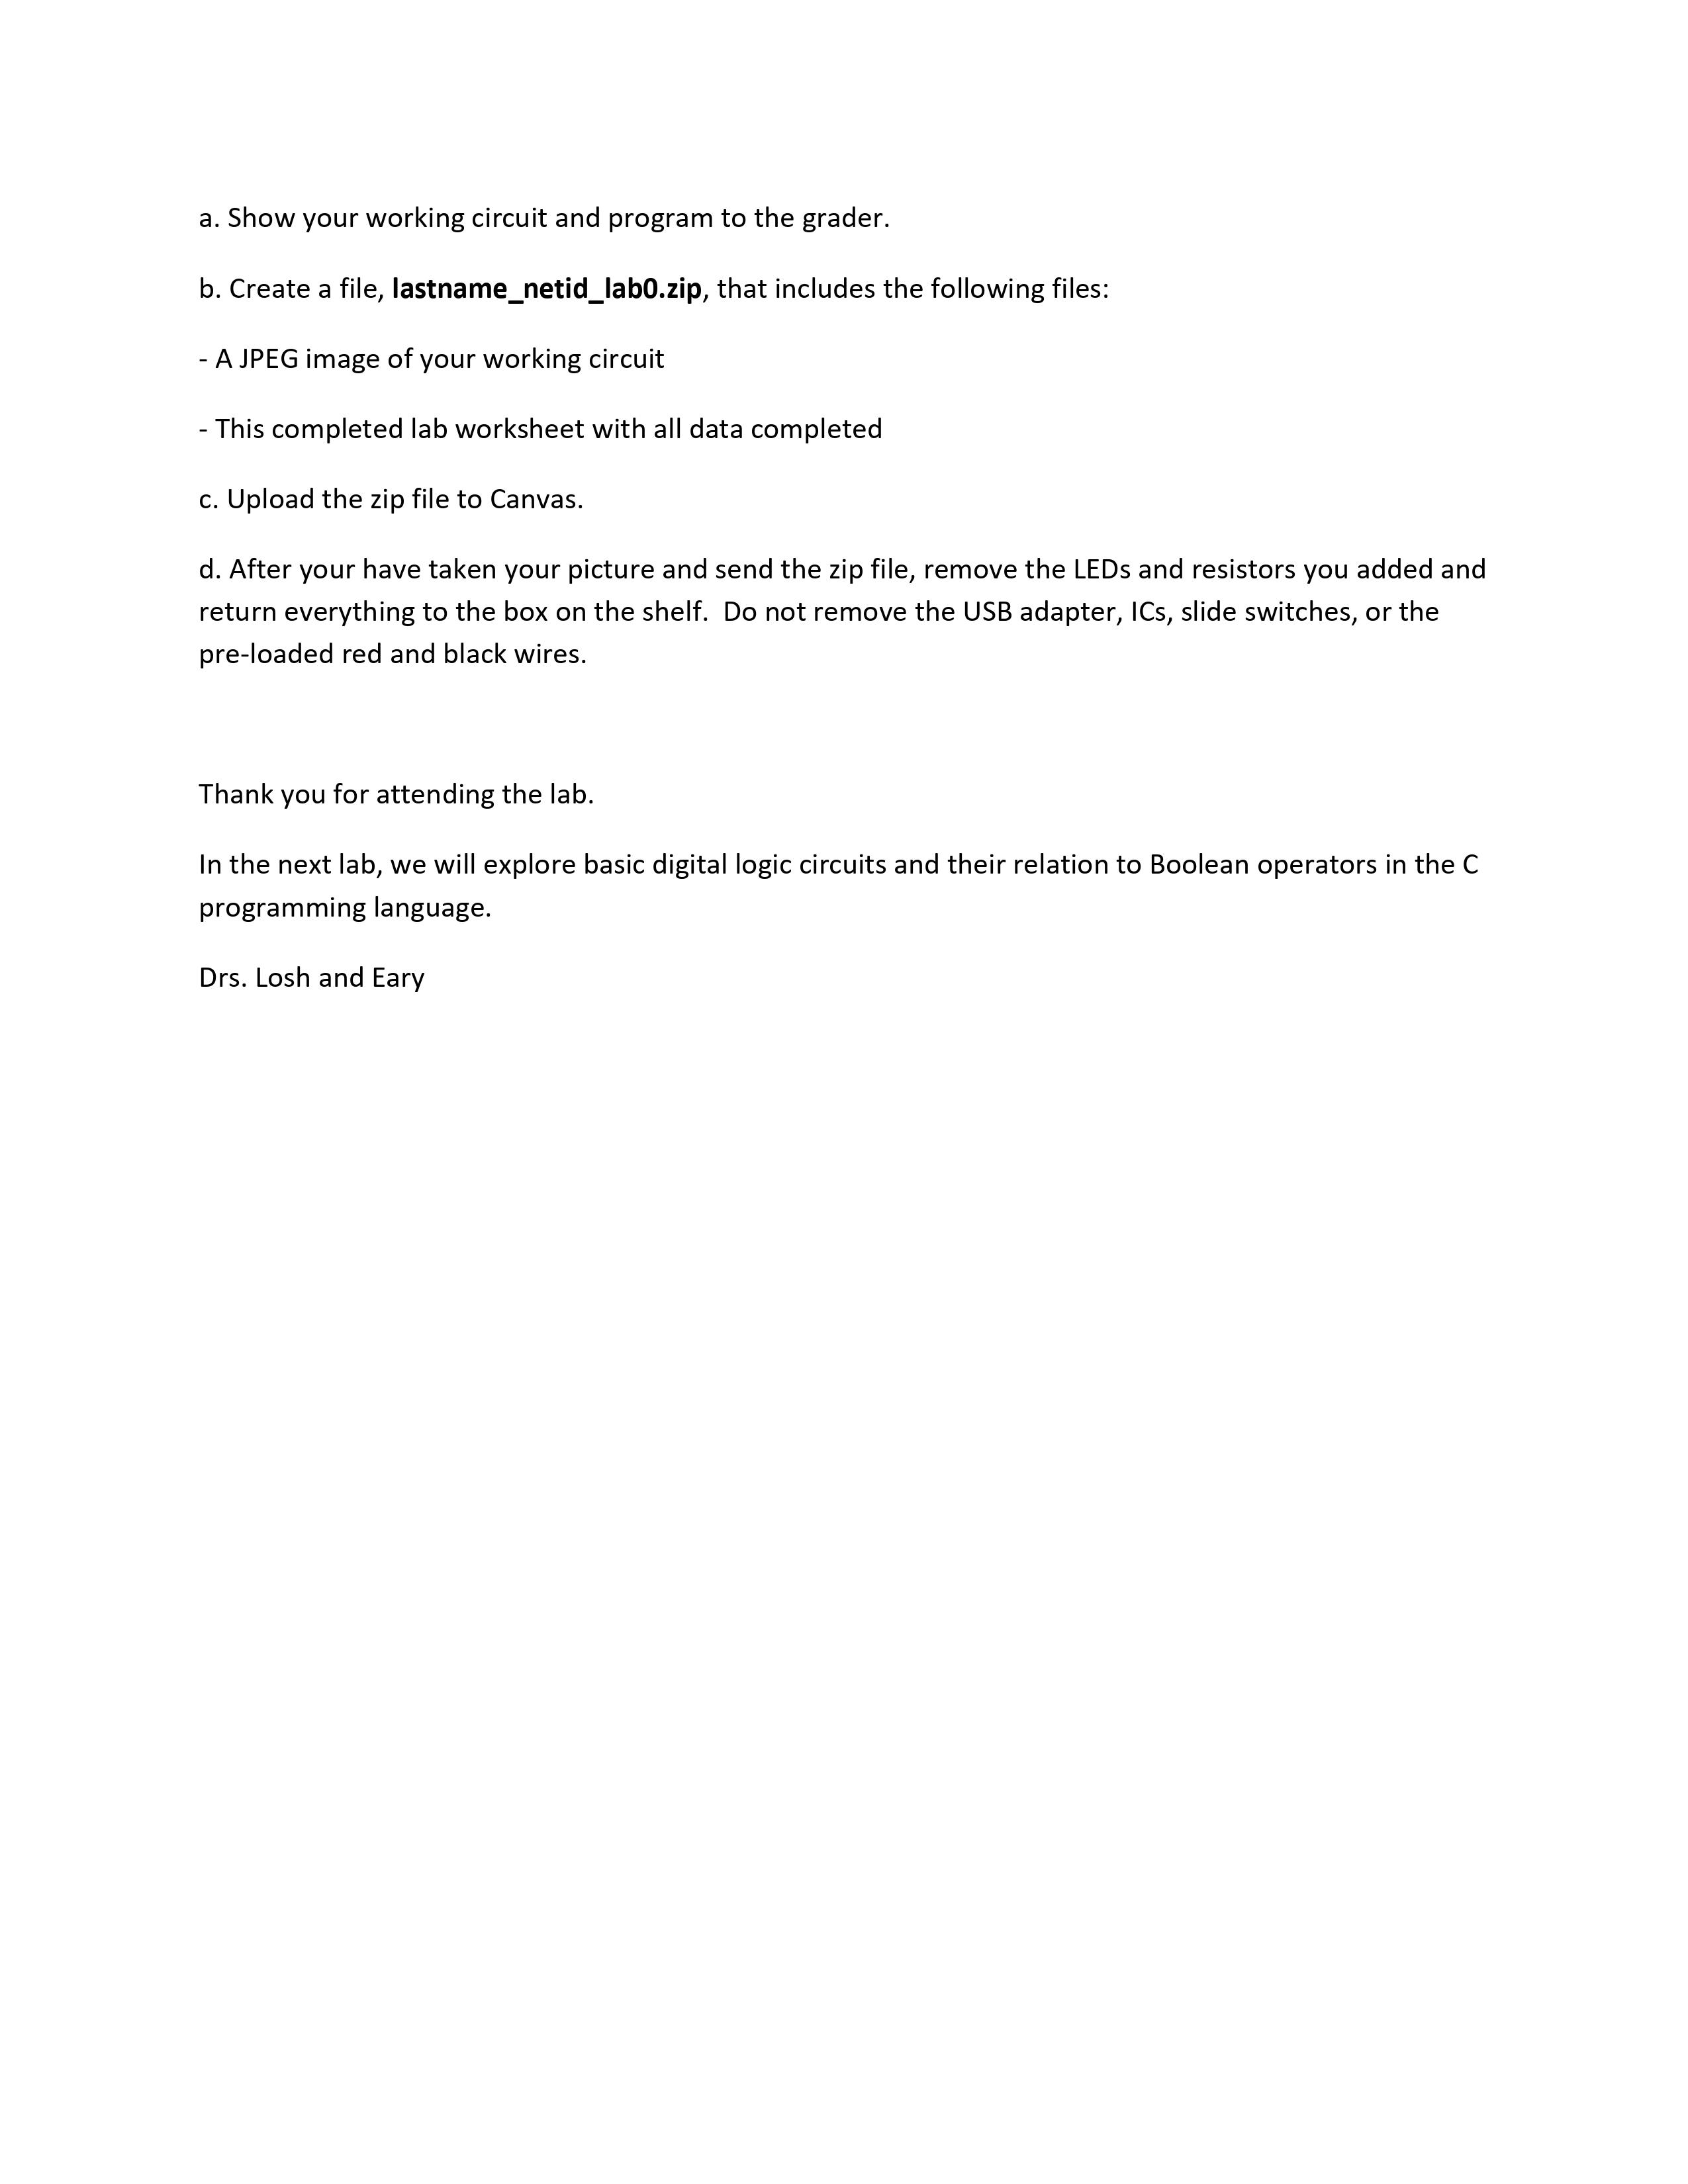 a. Show your working circuit and program to the grader.
b. Create a file, lastname_netid_lab0.zip, that includes the following files:
- A JPEG image of your working circuit
- This completed lab worksheet with all data completed
c. Upload the zip file to Canvas.
d. After your have taken your picture and send the zip file, remove the LEDs and resistors you added and
return everything to the box on the shelf.  Do not remove the USB adapter, ICs, slide switches, or the
pre-loaded red and black wires.
Thank you for attending the lab.
In the next lab, we will explore basic digital logic circuits and their relation to Boolean operators in the C
programming language.
Drs. Losh and Eary